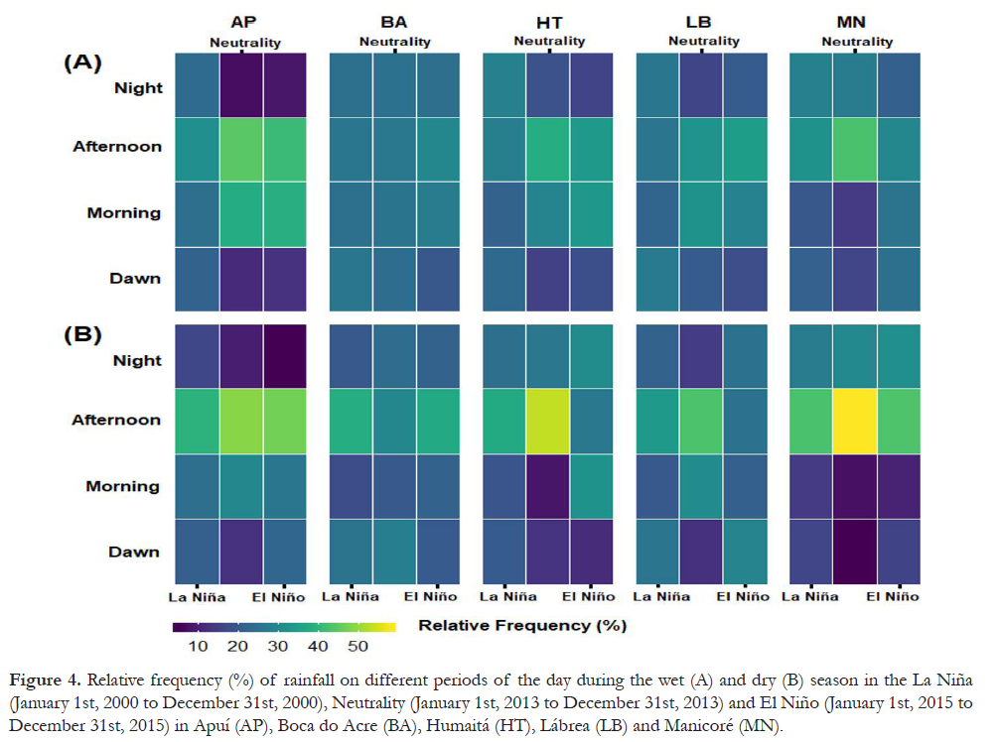 AP BA HT LB MN
Neutrality Neutrality Neutrality Neutrality Neutrality
(A)
Night
Afternoon
Morning
Dawn
(B)
Night
Afternoon
Morning
Dawn
La Niña El Niño La Niña El Niño La Niña El Niño La Niña El Niño La Niña El Niño
Relative Frequency (%)
10 20 30 40 50
Figure 4. Relative frequency (%) of rainfall on different periods of the day during the wet (A) and dry (B) season in the La Niña
(January 1st, 2000 to December 31st, 2000), Neutrality (January 1st, 2013 to December 31st, 2013) and El Niño (January 1st, 2015 to
December 31st, 2015) in Apuí (AP), Boca do Acre (BA), Humaitá (HT), Lábrea (LB) and Manicoré (MN).